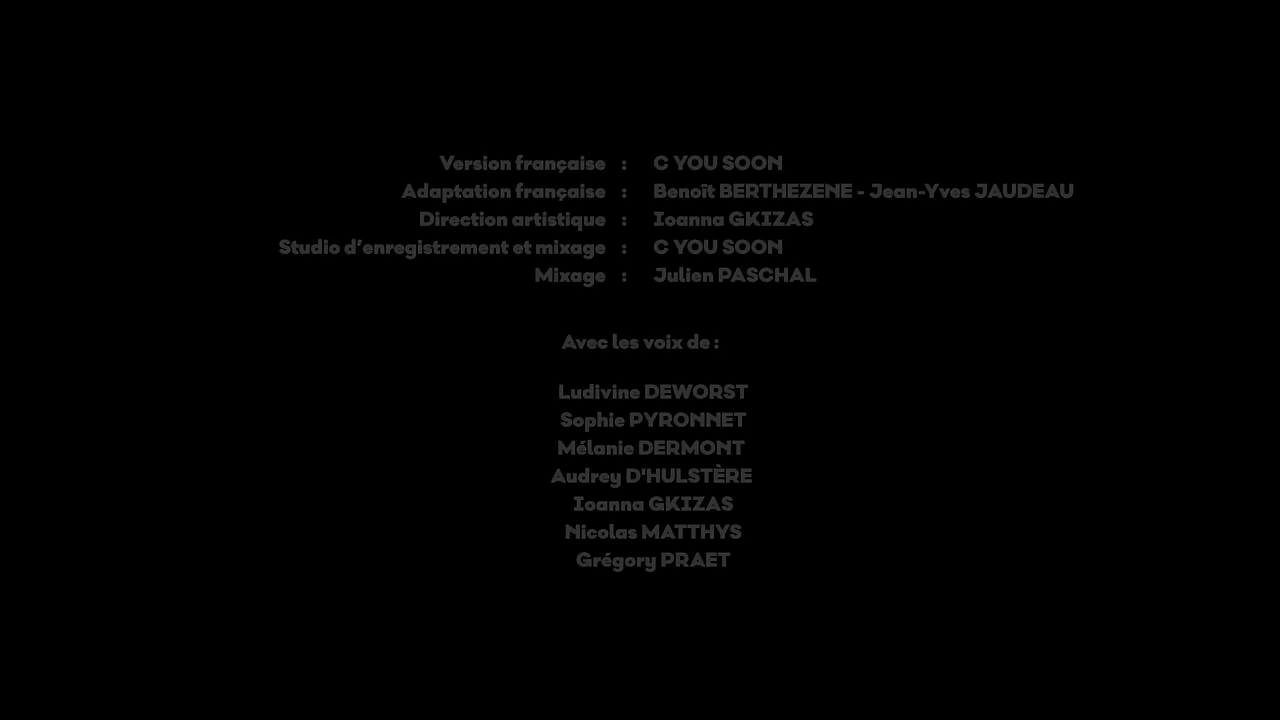 Version française : C YOU SOON
Adaptation française : Benoît BERTHEZENE - Jean-Yves JAUDEAU
Direction artistique : Ioanna GKIZAS
Studio d’enregistrement et mixage : C YOU SOON
Mixage : Julien PASCHAL
Avec les voix de :
Ludivine DEWORST
Sophie PYRONNET
Mélanie DERMONT
Audrey D'HULSTÈRE
Ioanna GKIZAS
Nicolas MATTHYS
Grégory PRAET